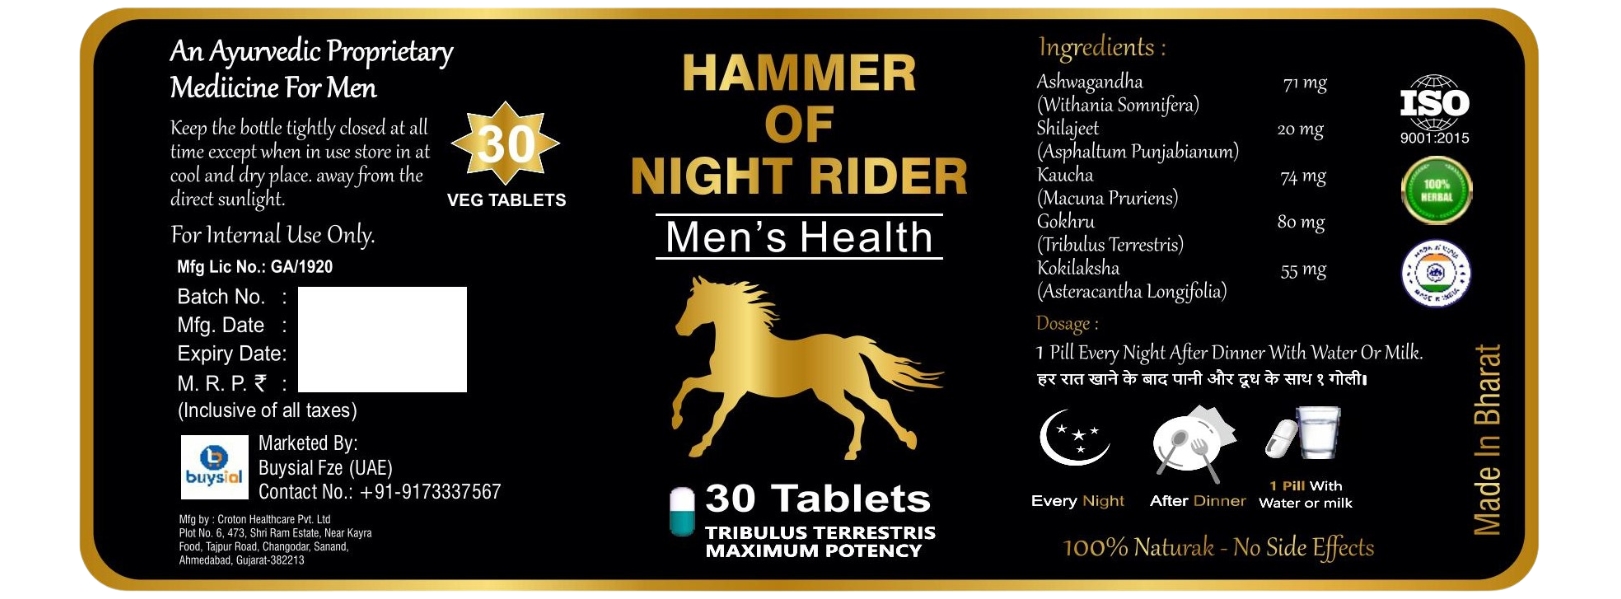 An Ayurvedic Proprietary
Mediicine For Men
Keep the bottle tightly closed at all
time except when in use store in at
cool and dry place. away from the
direct sunlight.
For Internal Use Only.
Mfg Lic No.: GA/1920
Batch No. :
Mfg. Date :
Expiry Date:
M. R. P. ₹ :
(Inclusive of all taxes)
buysial
Marketed By:
Buysial Fze (UAE)
Contact No.: +91-9173337567
Mfg by : Croton Healthcare Pvt. Ltd
Plot No. 6, 473, Shri Ram Estate, Near Kayra
Food, Tajpur Road, Changodar, Sanand,
Ahmedabad, Gujarat-382213
30
VEG TABLETS
HAMMER
OF
NIGHT RIDER
Men's Health
30 Tablets
TRIBULUS TERRESTRIS
MAXIMUM POTENCY
Ingredients :
Ashwagandha 71 mg
(Withania Somnifera)
Shilajeet 20 mg
(Asphaltum Punjabianum)
Kaucha 74 mg
(Macuna Pruriens)
Gokhru 80 mg
(Tribulus Terrestris)
Kokilaksha 55 mg
(Asteracantha Longifolia)
Dosage :
1 Pill Every Night After Dinner With Water Or Milk.
हर रात खाने के बाद पानी और दूध के साथ १ गोली।
Every Night
After Dinner
1 Pill With
Water or milk
100% Naturak - No Side Effects
ISO
9001:2015
100%
HERBAL
MADE IN INDIA
Made In Bharat